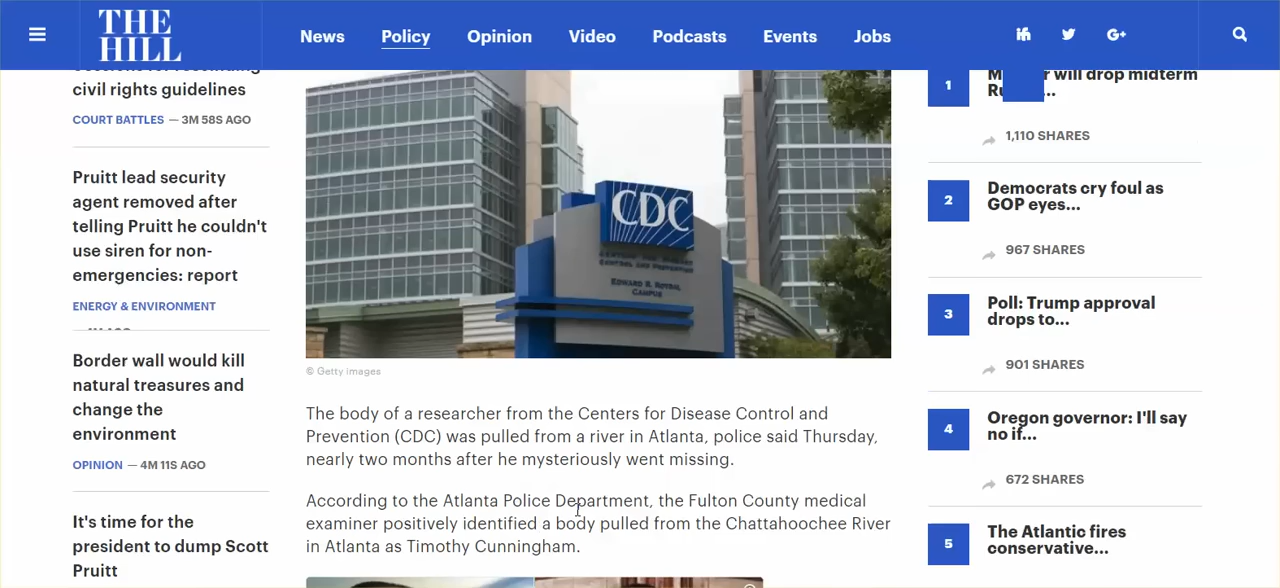 THE
HILL
News
Policy
Opinion
Video
Podcasts
Events
Jobs
civil rights guidelines
COURT BATTLES — 3M 58S AGO
Pruitt lead security
agent removed after
telling Pruitt he couldn't
use siren for non-
emergencies: report
ENERGY & ENVIRONMENT
Border wall would kill
natural treasures and
change the
environment
OPINION — 4M 11S AGO
It's time for the
president to dump Scott
Pruitt
CDC
EDWARD R. ROYBAL
CAMPUS
© Getty images
The body of a researcher from the Centers for Disease Control and
Prevention (CDC) was pulled from a river in Atlanta, police said Thursday,
nearly two months after he mysteriously went missing.
According to the Atlanta Police Department, the Fulton County medical
examiner positively identified a body pulled from the Chattahoochee River
in Atlanta as Timothy Cunningham.
1
will drop midterm
1,110 SHARES
2
Democrats cry foul as
GOP eyes...
967 SHARES
3
Poll: Trump approval
drops to...
901 SHARES
4
Oregon governor: I'll say
no if...
672 SHARES
5
The Atlantic fires
conservative...